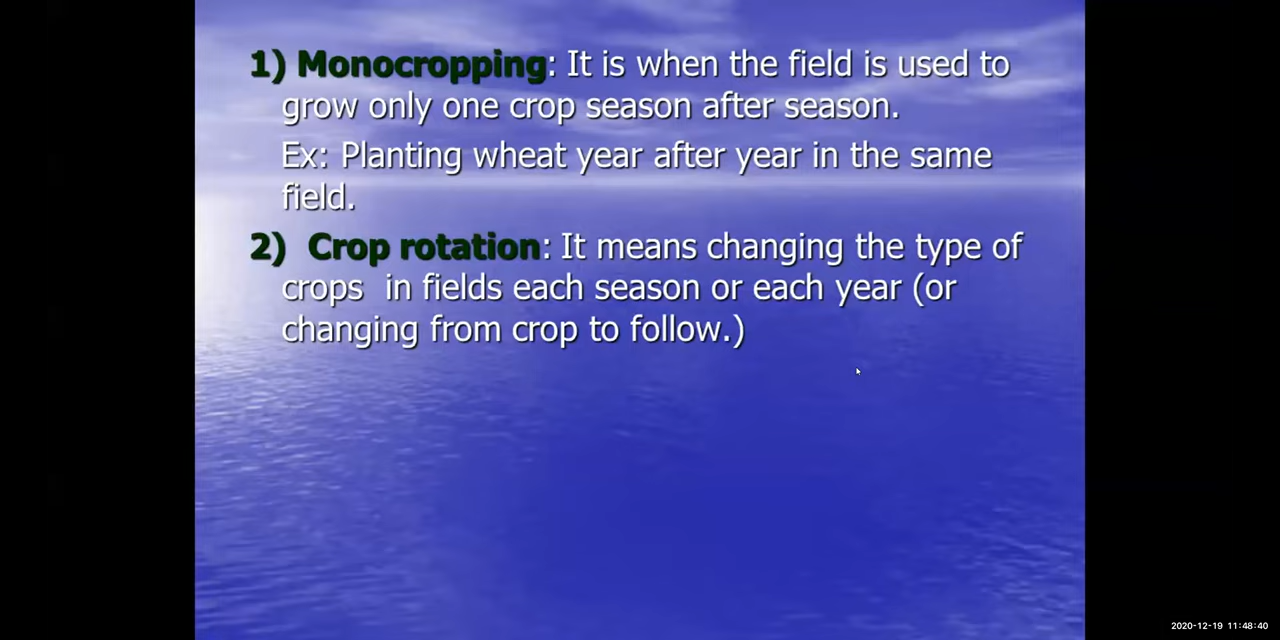 1) Monocropping: It is when the field is used to
grow only one crop season after season.
Ex: Planting wheat year after year in the same
field.
2)  Crop rotation: It means changing the type of
crops  in fields each season or each year (or
changing from crop to follow.)
2020-12-19 11:48:40